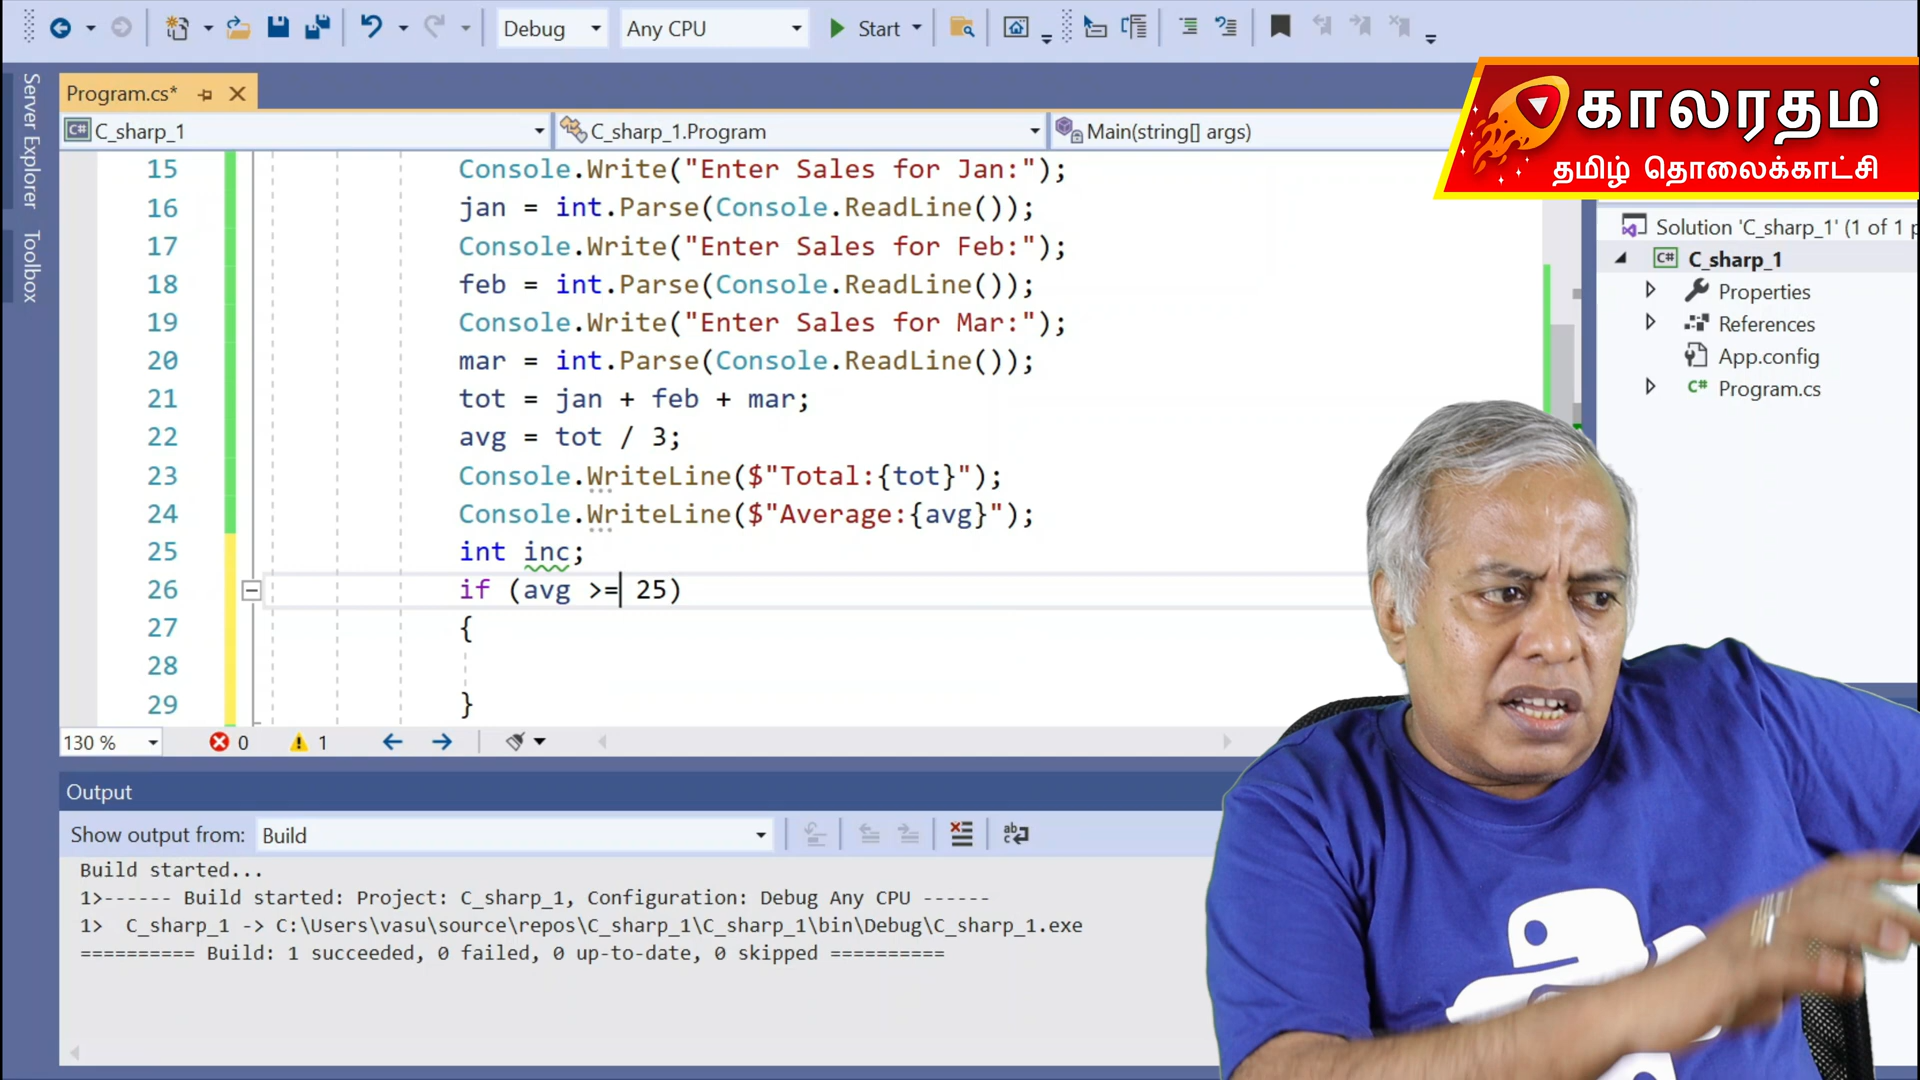 Debug
Any CPU
Start
Program.cs*
C_sharp_1
C_sharp_1.Program
Main(string[] args)
காலரதம்
தமிழ் தொலைக்காட்சி
Server Explorer
Toolbox
15 Console.Write("Enter Sales for Jan:");
16 jan = int.Parse(Console.ReadLine());
17 Console.Write("Enter Sales for Feb:");
18 feb = int.Parse(Console.ReadLine());
19 Console.Write("Enter Sales for Mar:");
20 mar = int.Parse(Console.ReadLine());
21 tot = jan + feb + mar;
22 avg = tot / 3;
23 Console.WriteLine($"Total:{tot}");
24 Console.WriteLine($"Average:{avg}");
25 int inc;
26 if (avg >= 25)
27 {
28
29 }
Solution 'C_sharp_1' (1 of 1 p
C# C_sharp_1
Properties
References
App.config
C# Program.cs
130 %
0
1
Output
Show output from: Build
Build started...
1>------ Build started: Project: C_sharp_1, Configuration: Debug Any CPU ------
1> C_sharp_1 -> C:\Users\vasu\source\repos\C_sharp_1\C_sharp_1\bin\Debug\C_sharp_1.exe
========== Build: 1 succeeded, 0 failed, 0 up-to-date, 0 skipped ==========